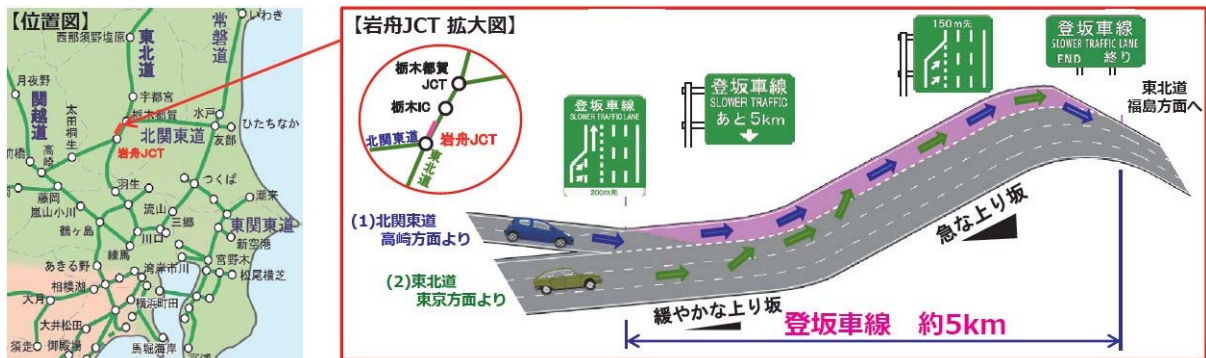 【位置図】
いわき
常磐道
西那須野塩原
東北道
月夜野
関越道
宇都宮
太田桐生
栃木都賀
水戸
ひたちなか
北関東道
友部
岩舟JCT
前橋
高崎
羽生
つくば
藤岡
潮来
嵐山小川
流山
三郷
東関東道
鶴ヶ島
川口
新空港
練馬
宮野木
あきる野
湾岸市川
松尾横芝
相模湖
大月
横浜町田
大井松田
須走
御殿場
馬堀海岸
富浦
【岩舟JCT 拡大図】
栃木都賀
JCT
栃木IC
北関東道
岩舟JCT
東北道
登坂車線
SLOWER TRAFFIC LANE
200m先
登坂車線
SLOWER TRAFFIC
あと5km
150m先
登坂車線
SLOWER TRAFFIC LANE
END 終り
東北道
福島方面へ
(1)北関東道
高崎方面より
(2)東北道
東京方面より
緩やかな上り坂
急な上り坂
登坂車線 約5km